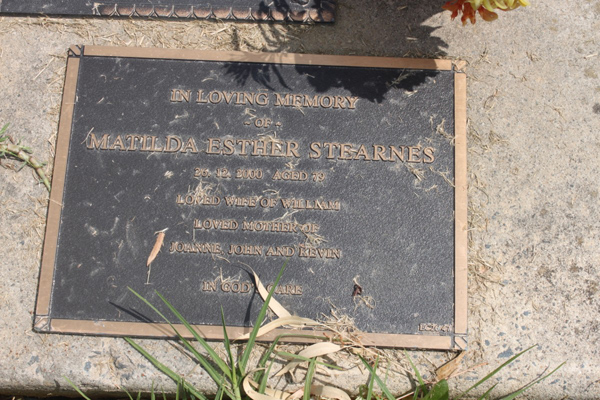 IN LOVING MEMORY
- OF -
MATILDA ESTHER STEARNES
LOVED WIFE OF WILLIAM
LOVED MOTHER OF
JOANNE, JOHN AND KEVIN
IN GOD'S CARE